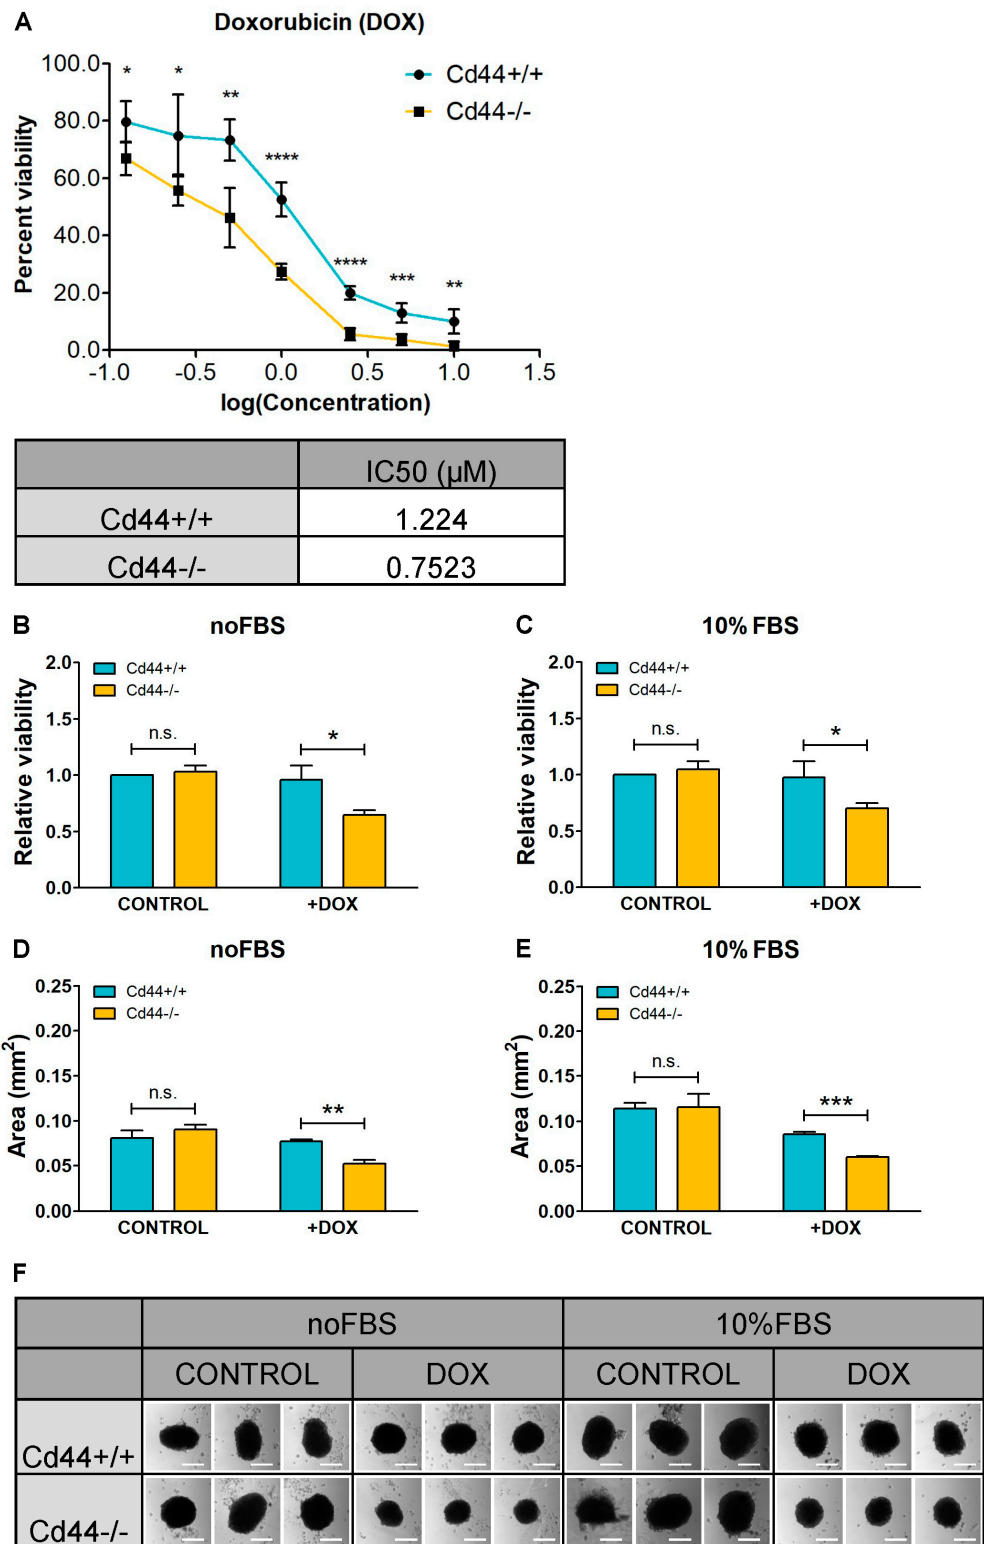 A
Doxorubicin (DOX)
Cd44+/+
Cd44-/-
* * ** **** **** *** **
Percent viability
100.0
80.0
60.0
40.0
20.0
0.0
-1.0 -0.5 0.0 0.5 1.0 1.5
log(Concentration)
IC50 (µM)
Cd44+/+ 1.224
Cd44-/- 0.7523
B
noFBS
Cd44+/+
Cd44-/-
n.s. *
Relative viability
2.0
1.5
1.0
0.5
0.0
CONTROL +DOX
C
10% FBS
Cd44+/+
Cd44-/-
n.s. *
Relative viability
2.0
1.5
1.0
0.5
0.0
CONTROL +DOX
D
noFBS
Cd44+/+
Cd44-/-
n.s. **
Area (mm²)
0.25
0.20
0.15
0.10
0.05
0.00
CONTROL +DOX
E
10% FBS
Cd44+/+
Cd44-/-
n.s. ***
Area (mm²)
0.25
0.20
0.15
0.10
0.05
0.00
CONTROL +DOX
F
noFBS 10%FBS
CONTROL DOX CONTROL DOX
Cd44+/+
Cd44-/-